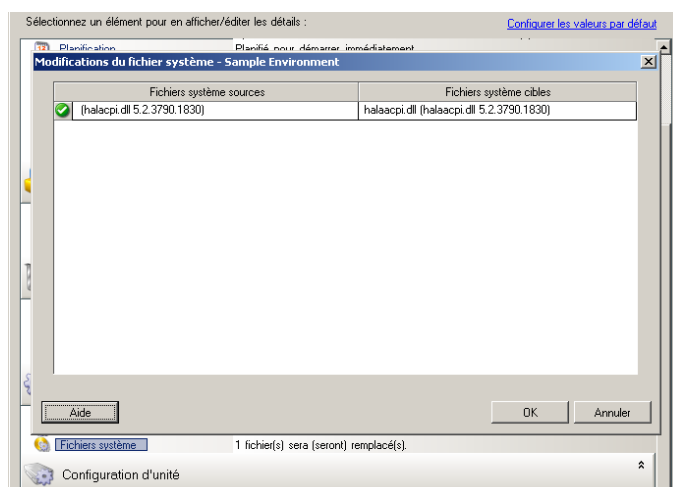 Sélectionnez un élément pour en afficher/éditer les détails :
Configurer les valeurs par défaut
Planification Planifié pour démarrer immédiatement
Modifications du fichier système - Sample Environment
Fichiers système sources Fichiers système cibles
(halacpi.dll 5.2.3790.1830) halaacpi.dll (halaacpi.dll 5.2.3790.1830)
Aide OK Annuler
Fichiers système 1 fichier(s) sera (seront) remplacé(s).
Configuration d'unité